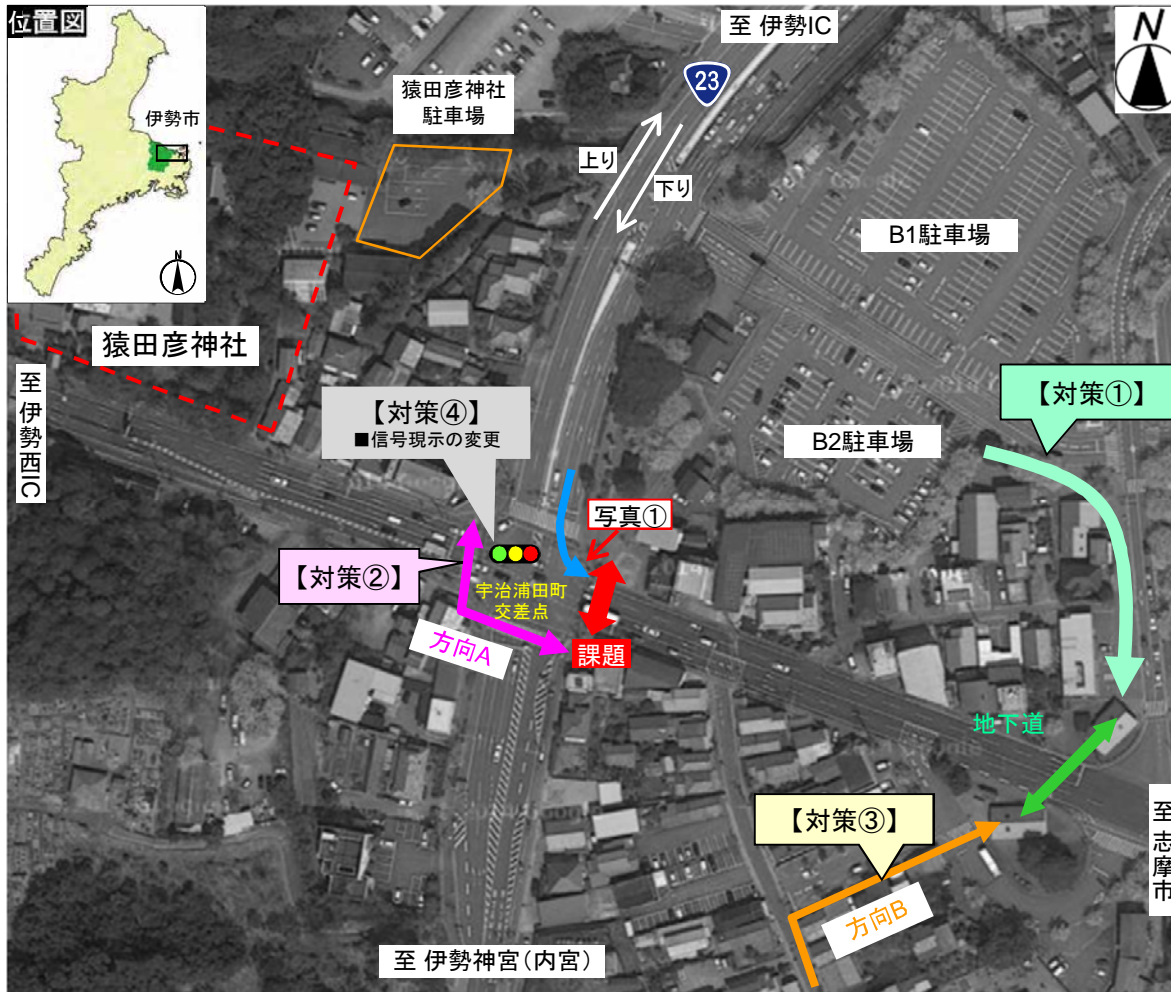 位置図
伊勢市
N
至 伊勢IC
23
N
猿田彦神社
駐車場
上り
下り
B1駐車場
猿田彦神社
至 伊勢西IC
【対策④】
■信号現示の変更
B2駐車場
【対策①】
写真①
【対策②】
宇治浦田町
交差点
方向A
課題
地下道
【対策③】
至 志摩市
方向B
至 伊勢神宮(内宮)